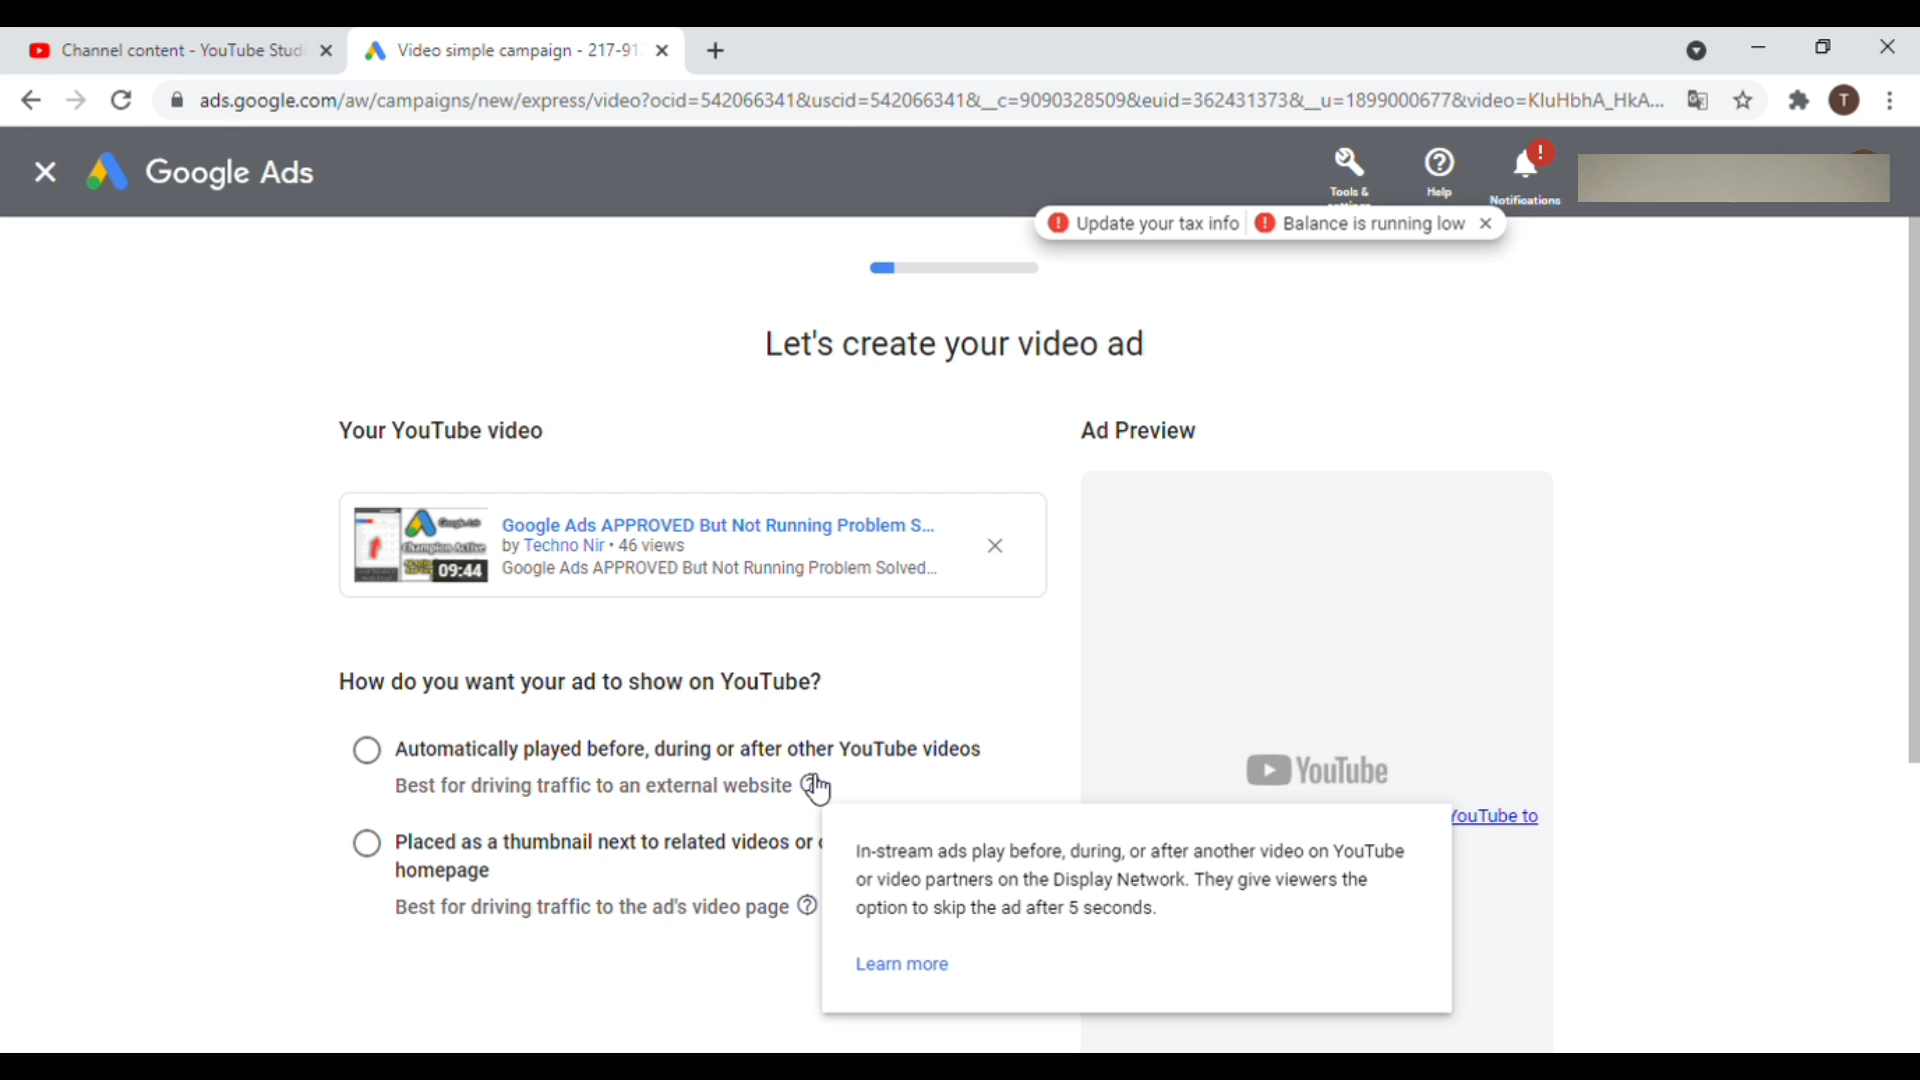 Channel content - YouTube Stud
Video simple campaign - 217-91
ads.google.com/aw/campaigns/new/express/video?ocid=542066341&uscid=542066341&__c=9090328509&euid=362431373&__u=1899000677&video=KIuHbhA_HkA...
T
Google Ads
Tools &
Help
Notifications
Update your tax info
Balance is running low
Let's create your video ad
Your YouTube video
Ad Preview
Google Ads
09:44
Google Ads APPROVED But Not Running Problem S...
by Techno Nir • 46 views
Google Ads APPROVED But Not Running Problem Solved...
How do you want your ad to show on YouTube?
Automatically played before, during or after other YouTube videos
Best for driving traffic to an external website
YouTube
YouTube to
Placed as a thumbnail next to related videos or
homepage
Best for driving traffic to the ad's video page
In-stream ads play before, during, or after another video on YouTube
or video partners on the Display Network. They give viewers the
option to skip the ad after 5 seconds.
Learn more